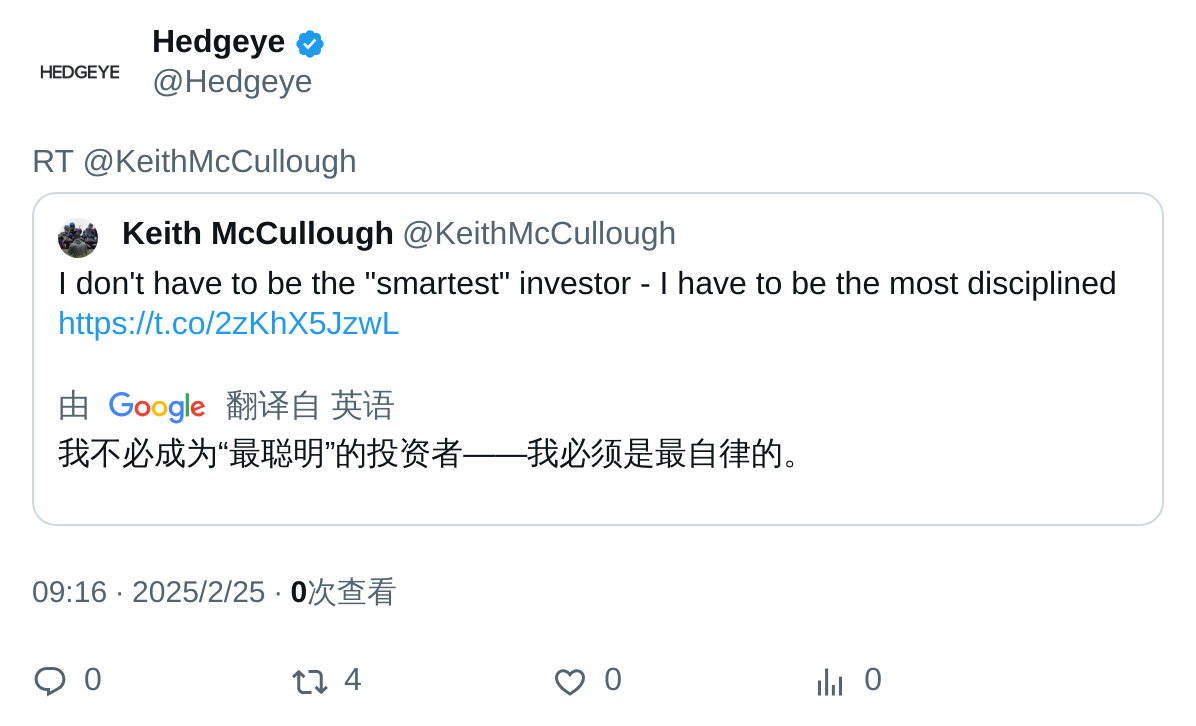 HEDGEYE
Hedgeye
@Hedgeye
RT @KeithMcCullough
Keith McCullough @KeithMcCullough
I don't have to be the "smartest" investor - I have to be the most disciplined
https://t.co/2zKhX5JzwL
由 Google 翻译自 英语
我不必成为“最聪明”的投资者——我必须是最自律的。
09:16 · 2025/2/25 · 0次查看
0 4 0 0